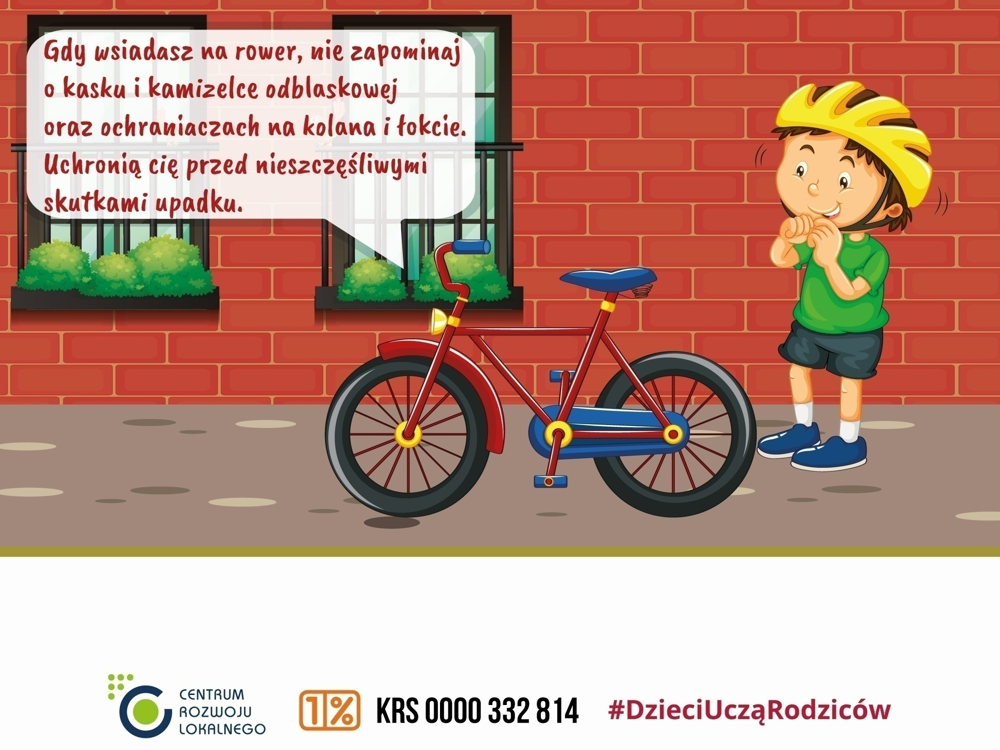 Gdy wsiadasz na rower, nie zapominaj
o kasku i kamizelce odblaskowej
oraz ochraniaczach na kolana i łokcie.
Uchronią cię przed nieszczęśliwymi
skutkami upadku.
CENTRUM
ROZWOJU
LOKALNEGO
1%
KRS 0000 332 814
#DzieciUcząRodziców